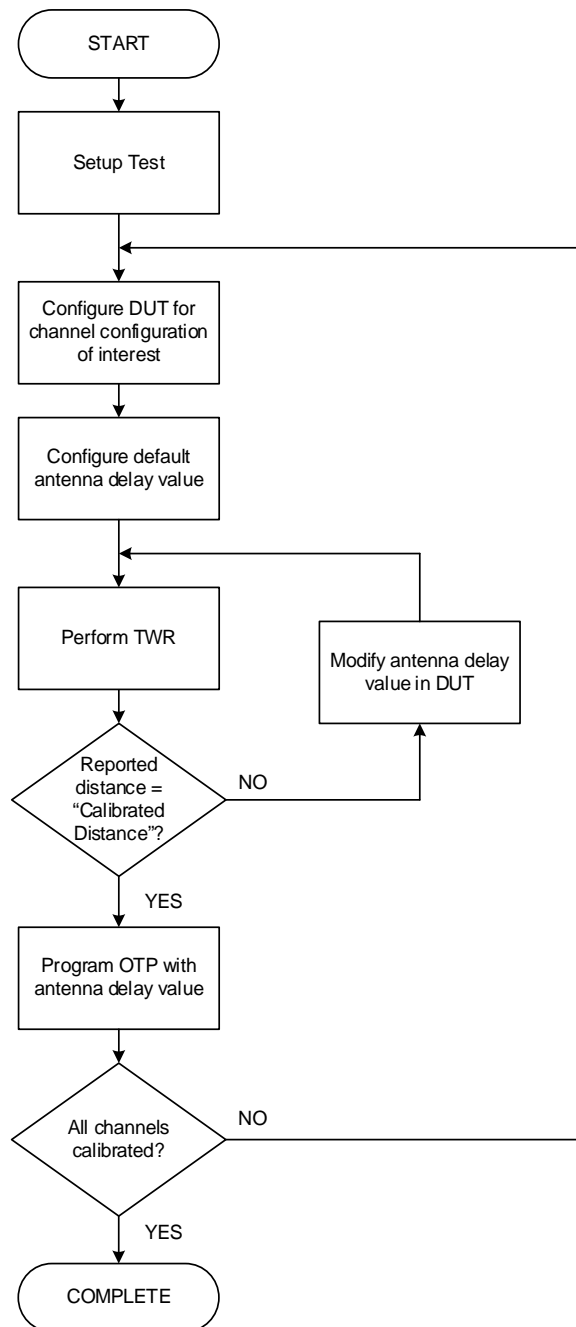 START
Setup Test
Configure DUT for
channel configuration
of interest
Configure default
antenna delay value
Perform TWR
Modify antenna delay
value in DUT
Reported
distance =
“Calibrated
Distance”?
NO
YES
Program OTP with
antenna delay value
All channels
calibrated?
NO
YES
COMPLETE